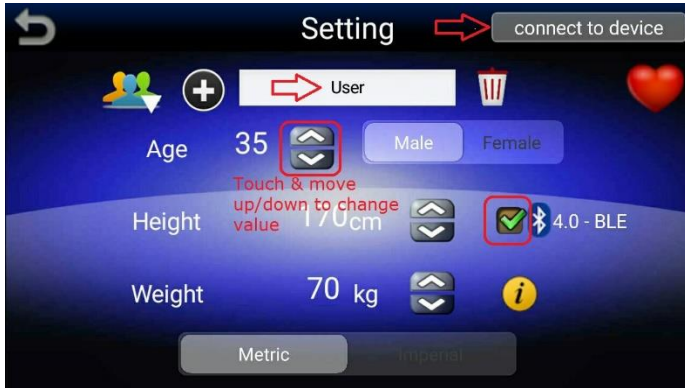 Setting
connect to device
User
Age 35 Male Female
Touch & move
up/down to change
value
Height 170cm 4.0 - BLE
Weight 70 kg i
Metric Imperial